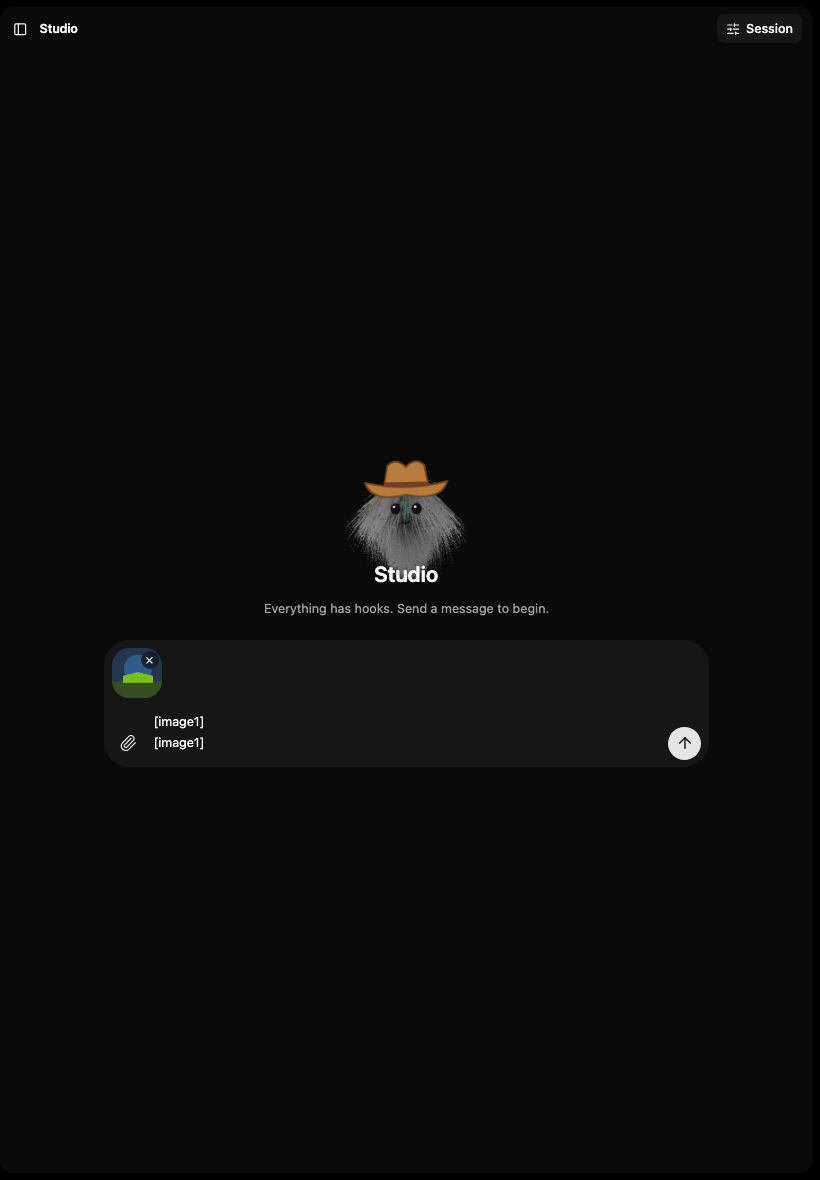 Studio
Session
Studio
Everything has hooks. Send a message to begin.
[image1]
[image1]